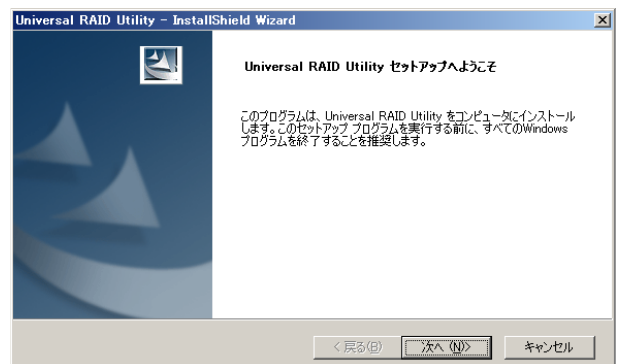 Universal RAID Utility - InstallShield Wizard
Universal RAID Utility セットアップへようこそ
このプログラムは、Universal RAID Utility をコンピュータにインストール
します。このセットアップ プログラムを実行する前に、すべてのWindows
プログラムを終了することを推奨します。
< 戻る(B)
次へ (N)>
キャンセル